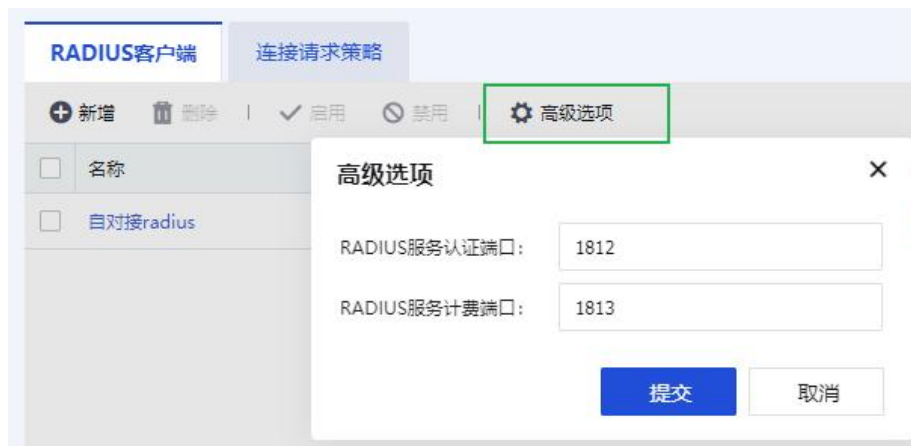 RADIUS客户端 连接请求策略
新增 删除 启用 禁用 高级选项
名称
高级选项
自对接radius
RADIUS服务认证端口: 1812
RADIUS服务计费端口: 1813
提交 取消